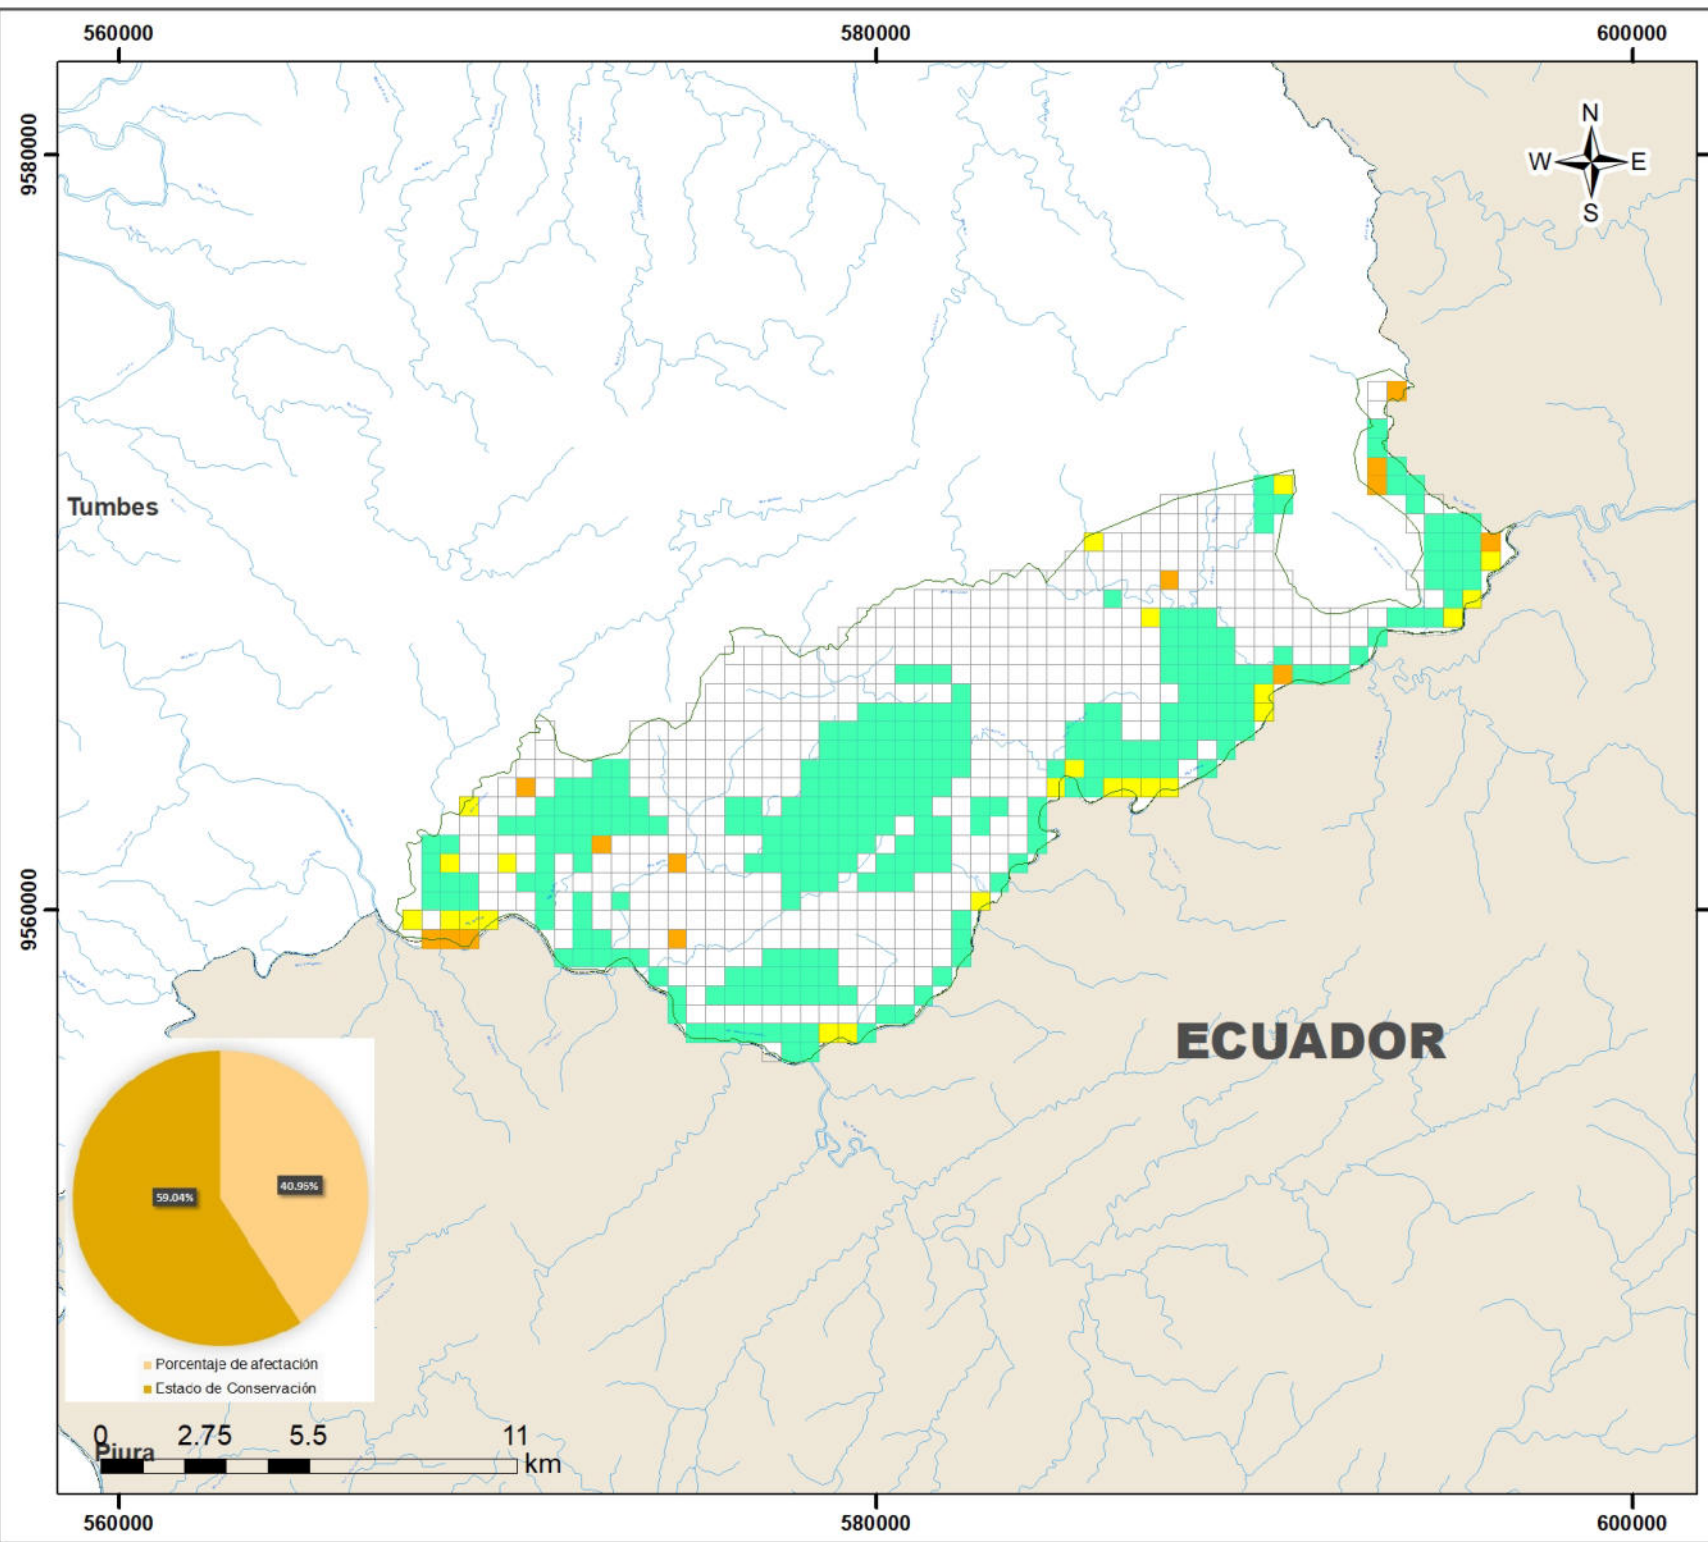 560000
580000
600000
9580000
N
W
E
S
Tumbes
9560000
ECUADOR
59.04%
40.96%
Porcentaje de afectación
Estado de Conservación
0
2.75
5.5
11
km
Piura
560000
580000
600000